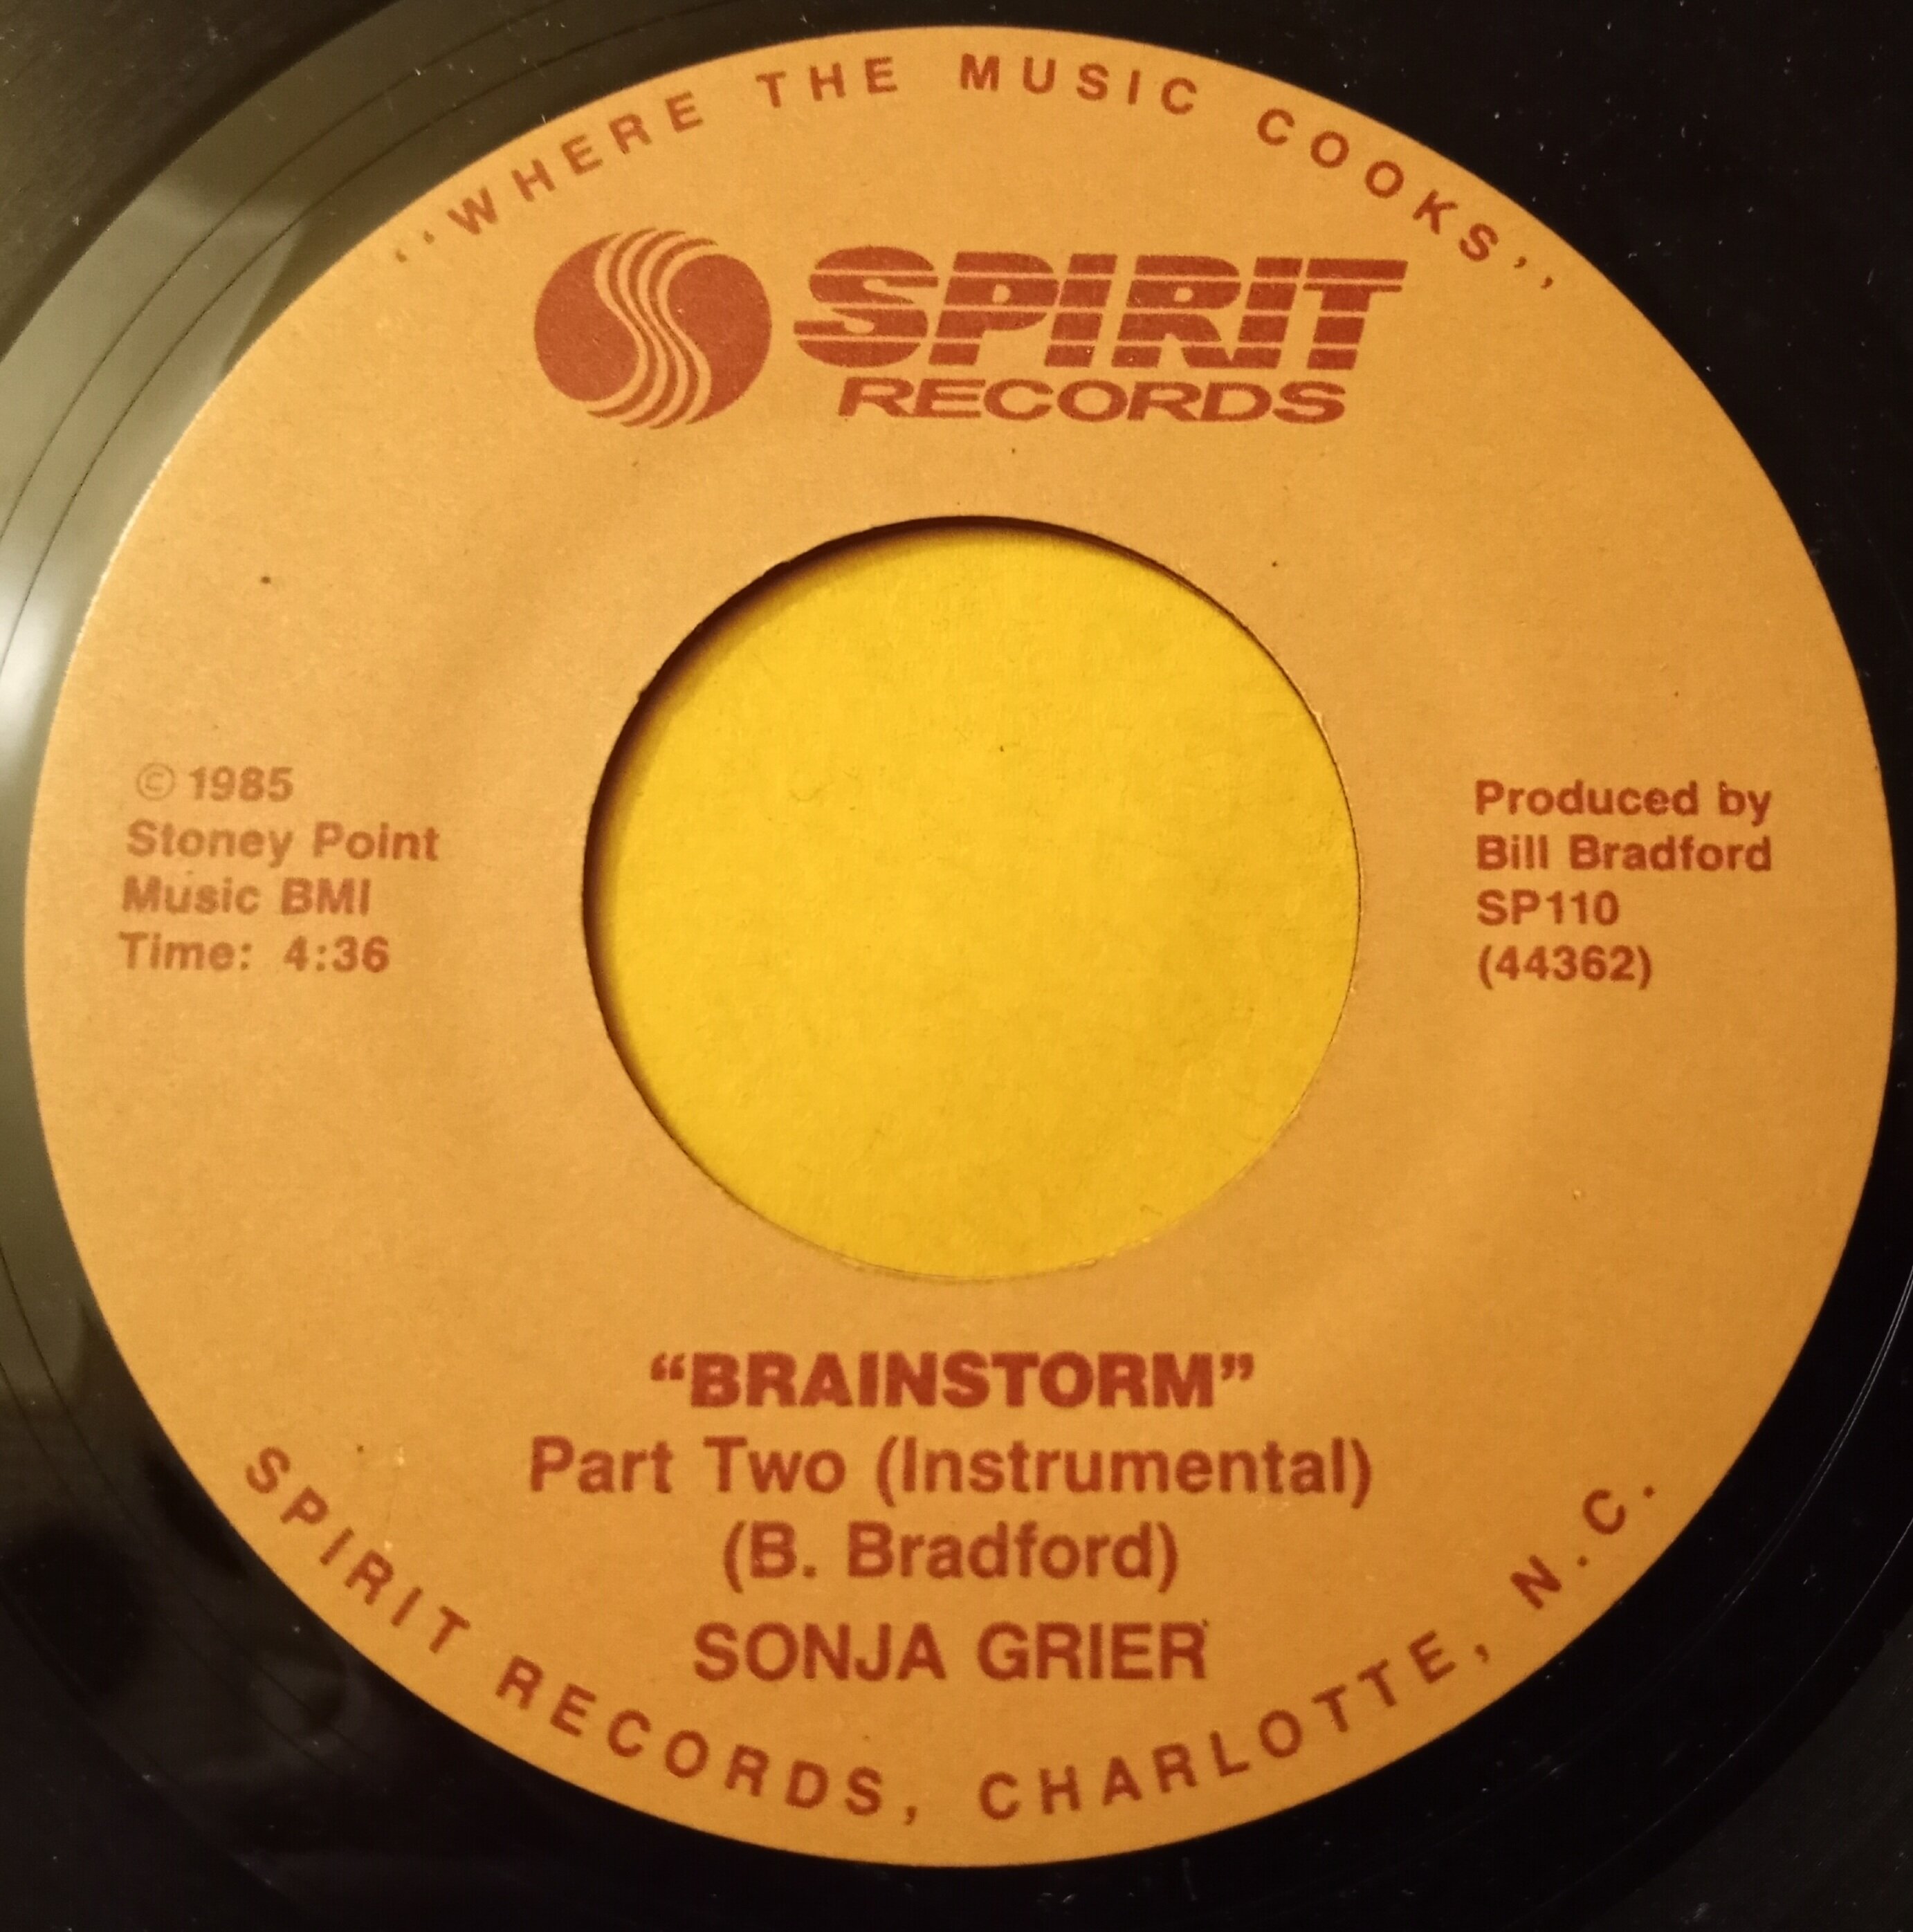 ‘‘WHERE THE MUSIC COOKS’’
SPIRIT
RECORDS
© 1985
Stoney Point
Music BMI
Time: 4:36
Produced by
Bill Bradford
SP110
(44362)
“BRAINSTORM”
Part Two (Instrumental)
(B. Bradford)
SONJA GRIER
SPIRIT RECORDS, CHARLOTTE, N.C.